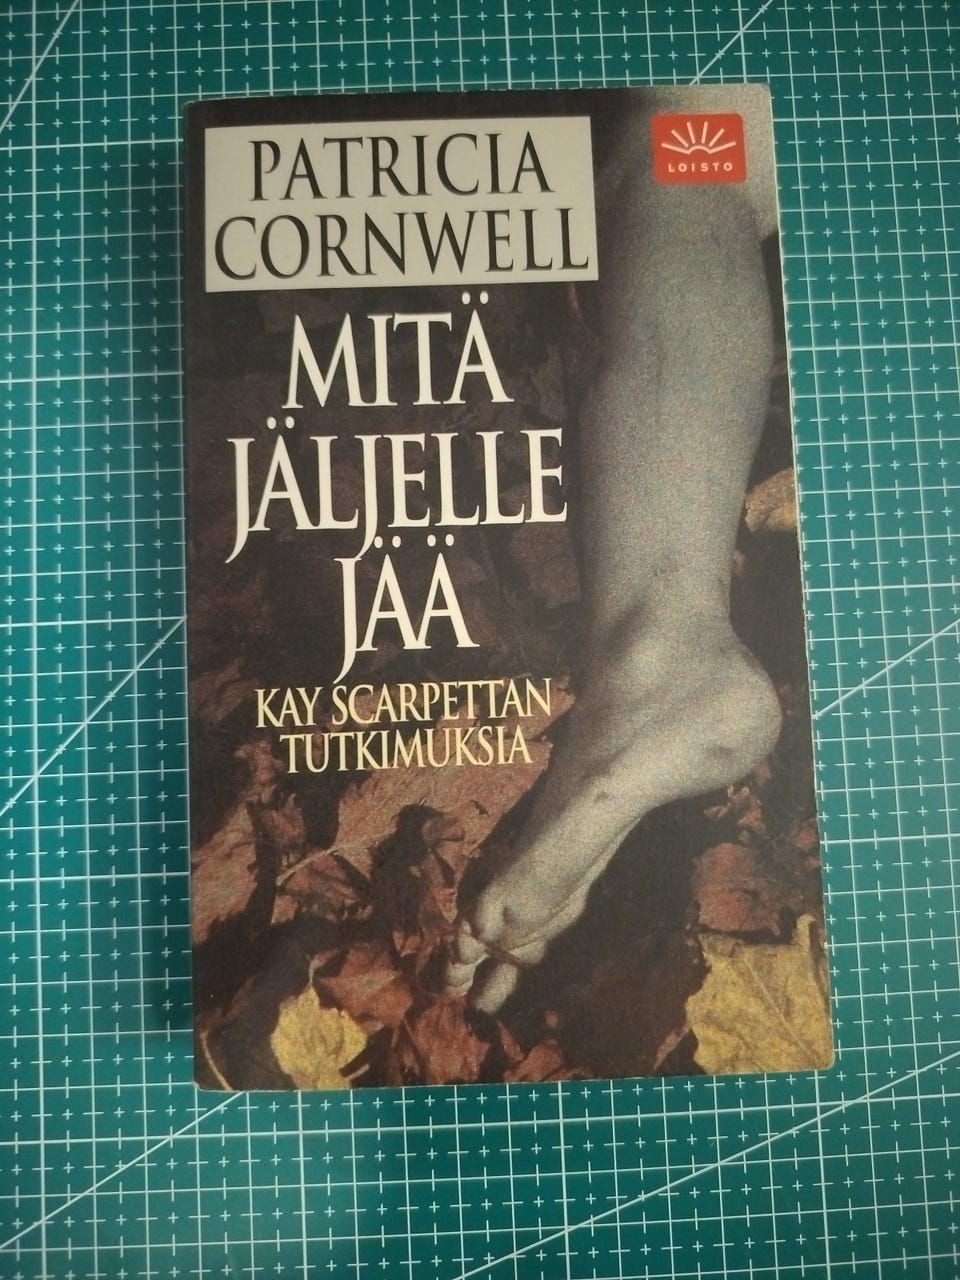 PATRICIA
CORNWELL
LOISTO
MITÄ
JÄLJELLE
JÄÄ
KAY SCARPETTAN
TUTKIMUKSIA